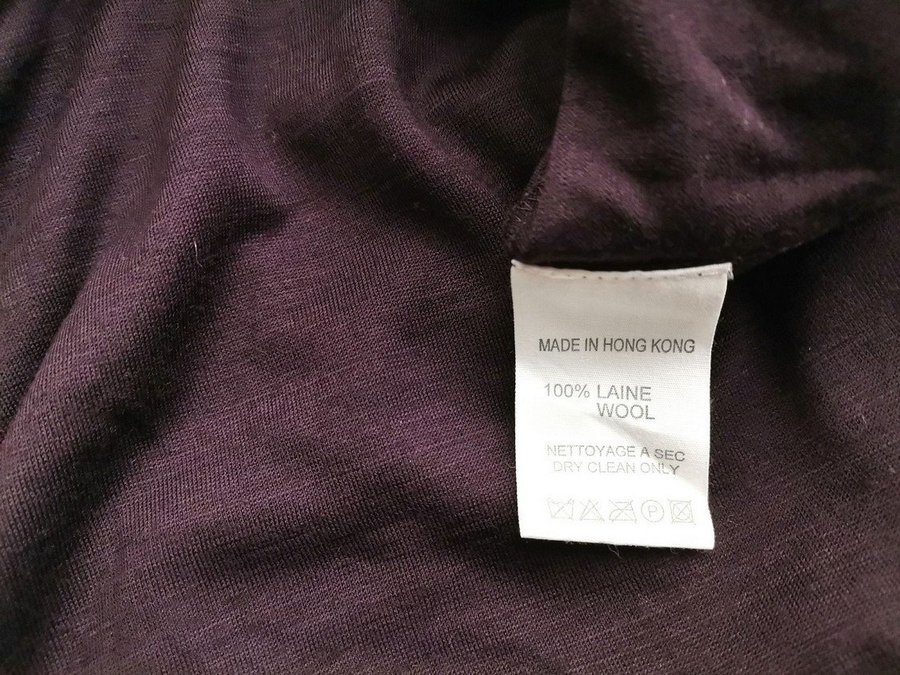 MADE IN HONG KONG
100% LAINE
WOOL
NETTOYAGE A SEC
DRY CLEAN ONLY
P